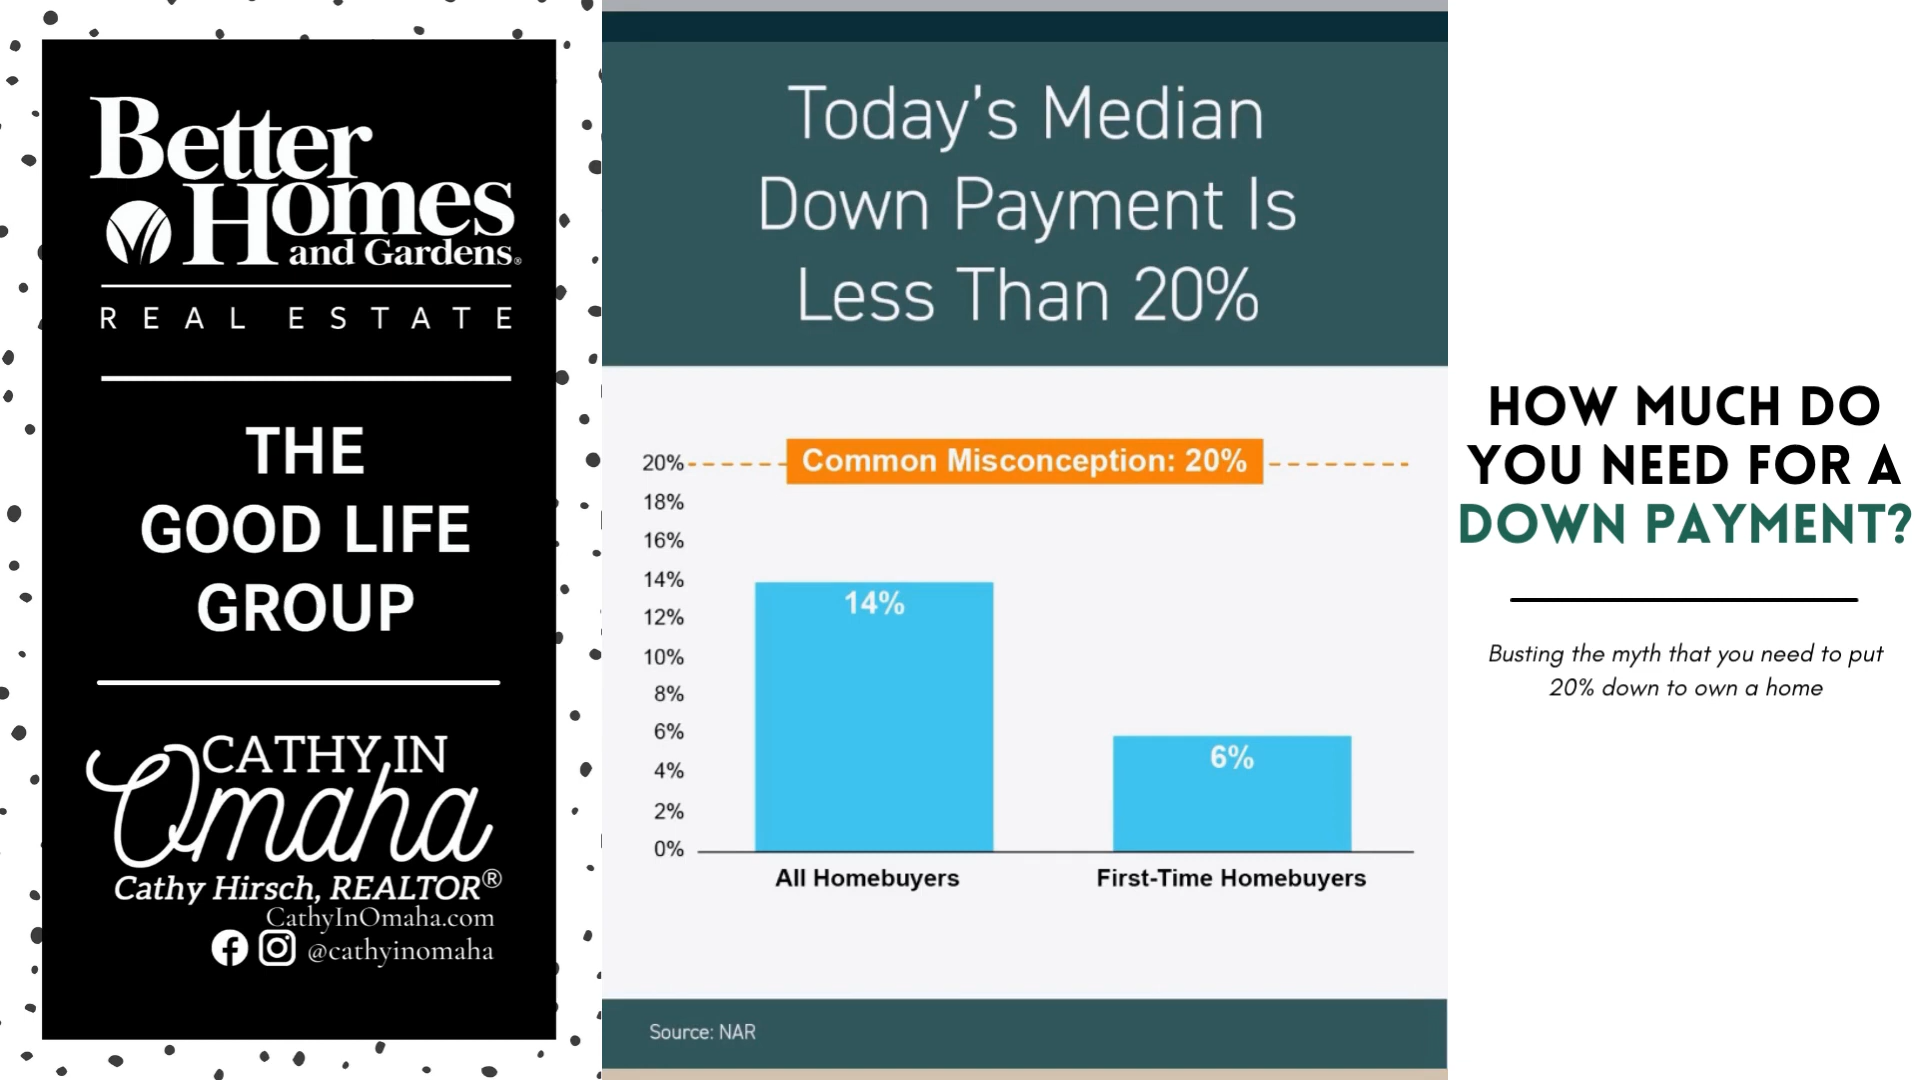 Better
Homes
and Gardens®
REAL ESTATE
THE
GOOD LIFE
GROUP
CATHY IN
Omaha
Cathy Hirsch, REALTOR®
CathyInOmaha.com
@cathyinomaha
Today's Median
Down Payment Is
Less Than 20%
Common Misconception: 20%
20%
18%
16%
14%
12%
10%
8%
6%
4%
2%
0%
14%
6%
All Homebuyers
First-Time Homebuyers
Source: NAR
HOW MUCH DO
YOU NEED FOR A
DOWN PAYMENT?
Busting the myth that you need to put
20% down to own a home